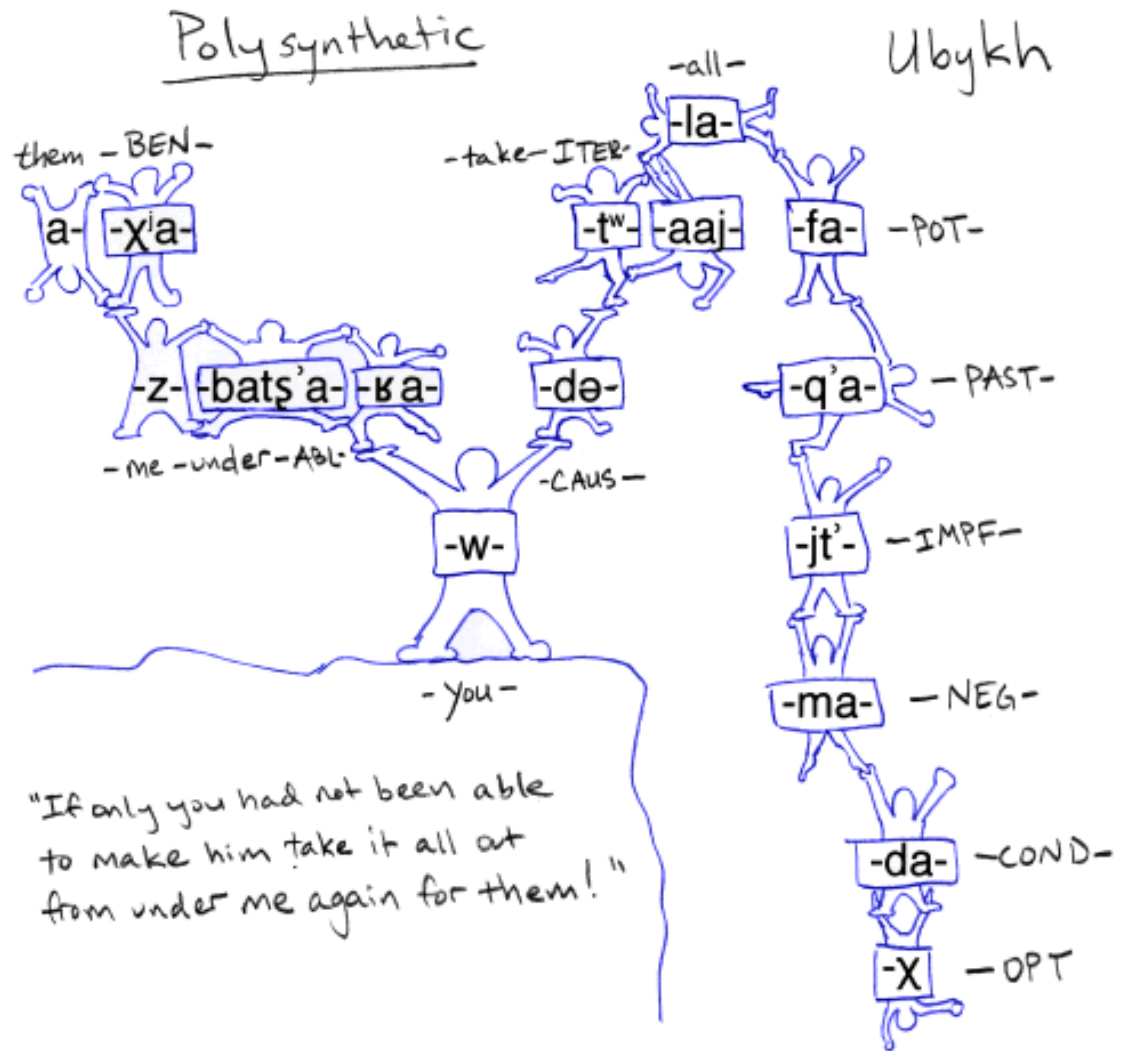 Polysynthetic
Ubykh
-all-
-la-
them -BEN-
-take-ITER-
a- -χʲa-
-tʷ- -aaj-
-fa- -POT-
-z- -batʂʼa- -ʁa-
-də-
-qʼa- -PAST-
-me-under-ABL-
-CAUS-
-w-
-jtʼ- -IMPF-
-you-
-ma- -NEG-
"If only you had not been able
to make him take it all out
from under me again for them!"
-da- -COND-
-χ -OPT